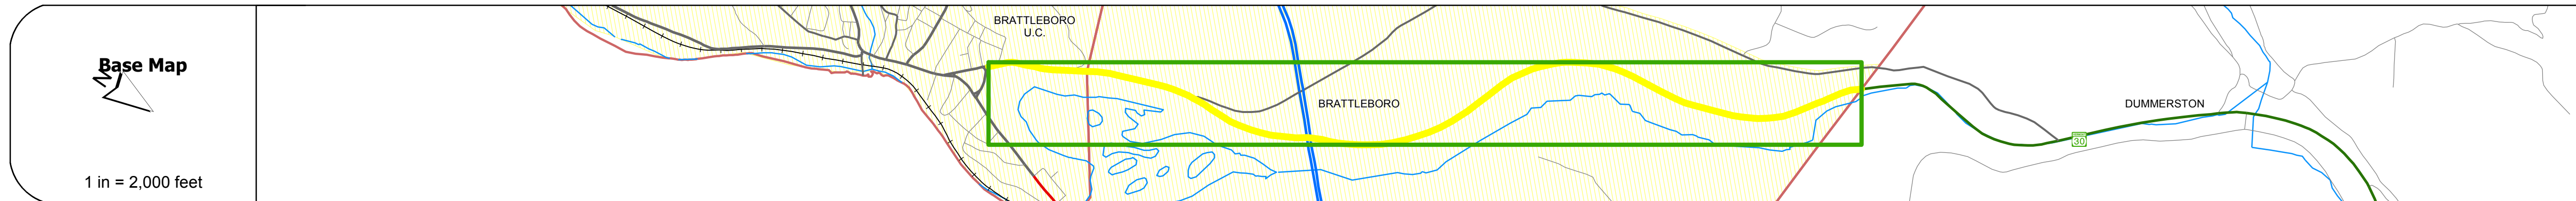 Base Map
N
1 in = 2,000 feet
BRATTLEBORO
U.C.
BRATTLEBORO
DUMMERSTON
30